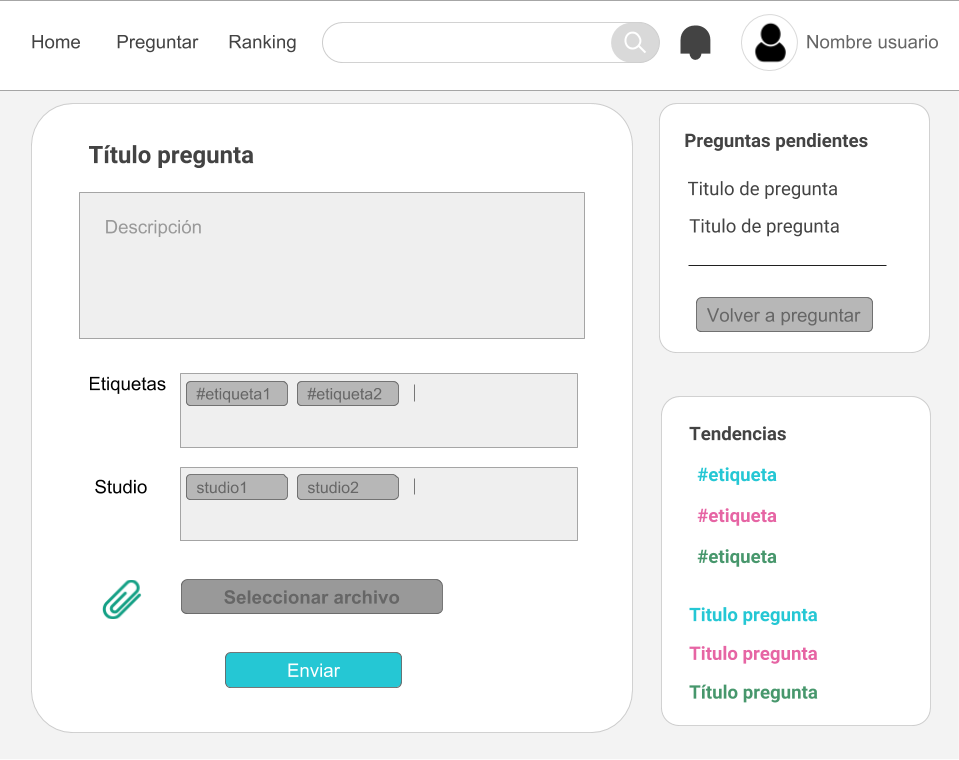 Home
Preguntar
Ranking
Nombre usuario
Título pregunta
Descripción
Etiquetas
#etiqueta1
#etiqueta2
Studio
studio1
studio2
Seleccionar archivo
Enviar
Preguntas pendientes
Titulo de pregunta
Titulo de pregunta
Volver a preguntar
Tendencias
#etiqueta
#etiqueta
#etiqueta
Titulo pregunta
Titulo pregunta
Título pregunta